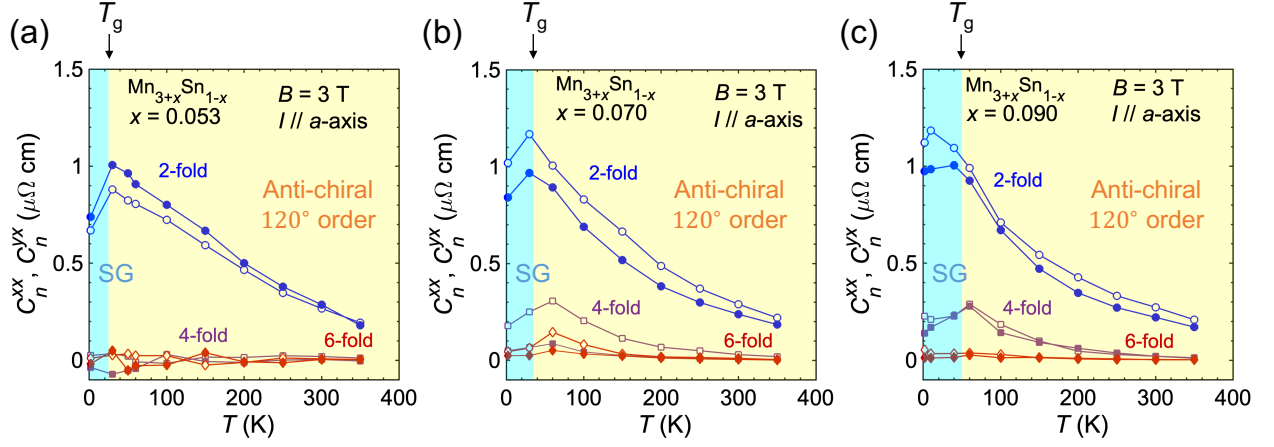 (a)
T_g
Mn_{3+x}Sn_{1-x}
x = 0.053
B = 3 T
I // a-axis
2-fold
Anti-chiral
120° order
SG
4-fold
6-fold
C_n^{xx}, C_n^{yx} (μΩ cm)
1.5
1
0.5
0
0 100 200 300 400
T (K)
(b)
T_g
Mn_{3+x}Sn_{1-x}
x = 0.070
B = 3 T
I // a-axis
2-fold
Anti-chiral
120° order
SG
4-fold
6-fold
C_n^{xx}, C_n^{yx} (μΩ cm)
1.5
1
0.5
0
0 100 200 300 400
T (K)
(c)
T_g
Mn_{3+x}Sn_{1-x}
x = 0.090
B = 3 T
I // a-axis
2-fold
Anti-chiral
120° order
SG
4-fold
6-fold
C_n^{xx}, C_n^{yx} (μΩ cm)
1.5
1
0.5
0
0 100 200 300 400
T (K)